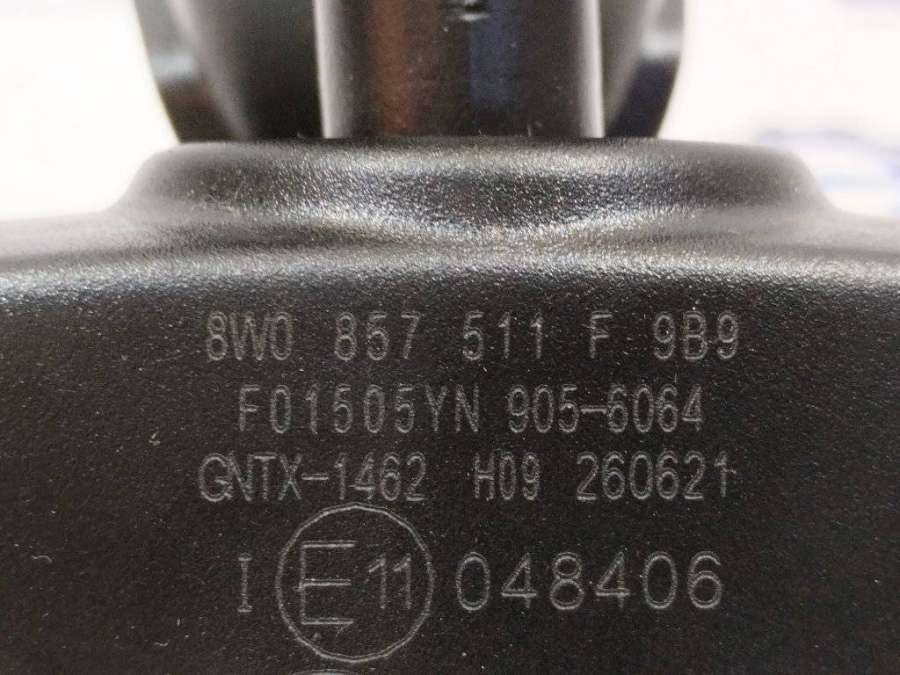 8W0 857 511 F 9B9
F01505YN 905-6064
GNTX-1462 H09 260621
I E 11 048406